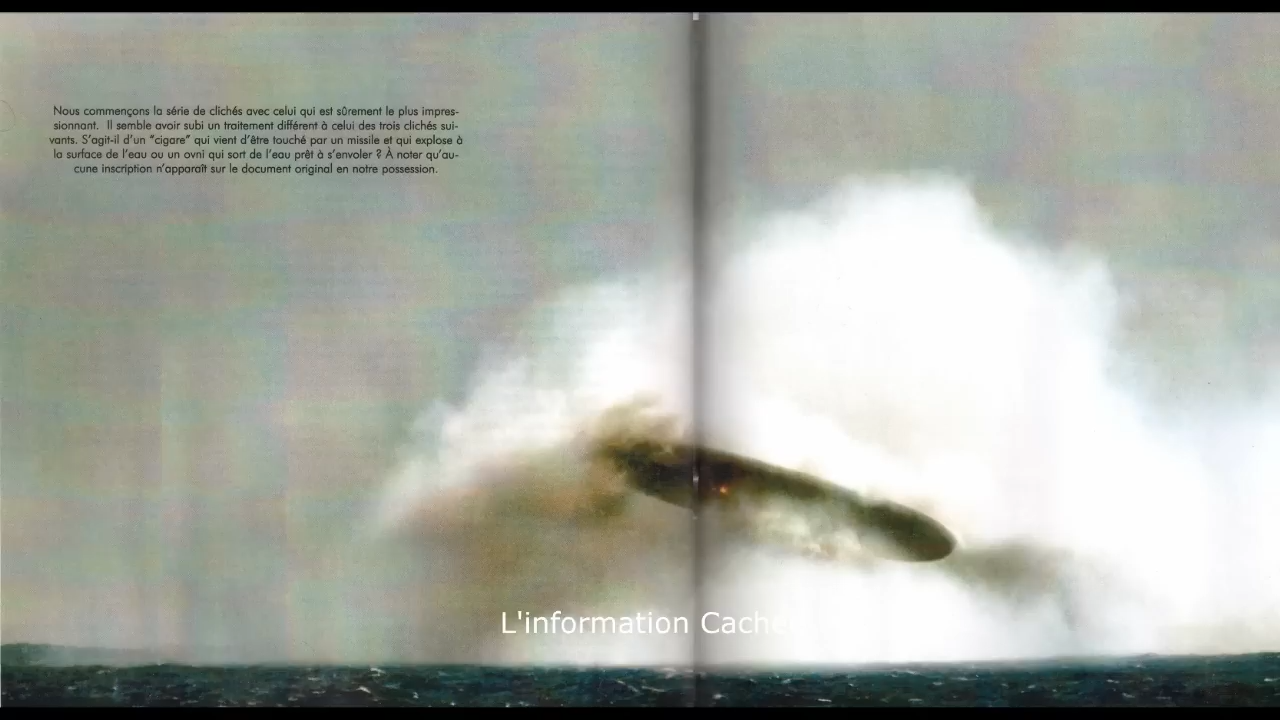 Nous commençons la série de clichés avec celui qui est sûrement le plus impres-
sionnant. Il semble avoir subi un traitement différent à celui des trois clichés sui-
vants. S'agit-il d'un "cigare" qui vient d'être touché par un missile et qui explose à
la surface de l'eau ou un ovni qui sort de l'eau prêt à s'envoler ? À noter qu'au-
cune inscription n'apparaît sur le document original en notre possession.
L'information Cachée